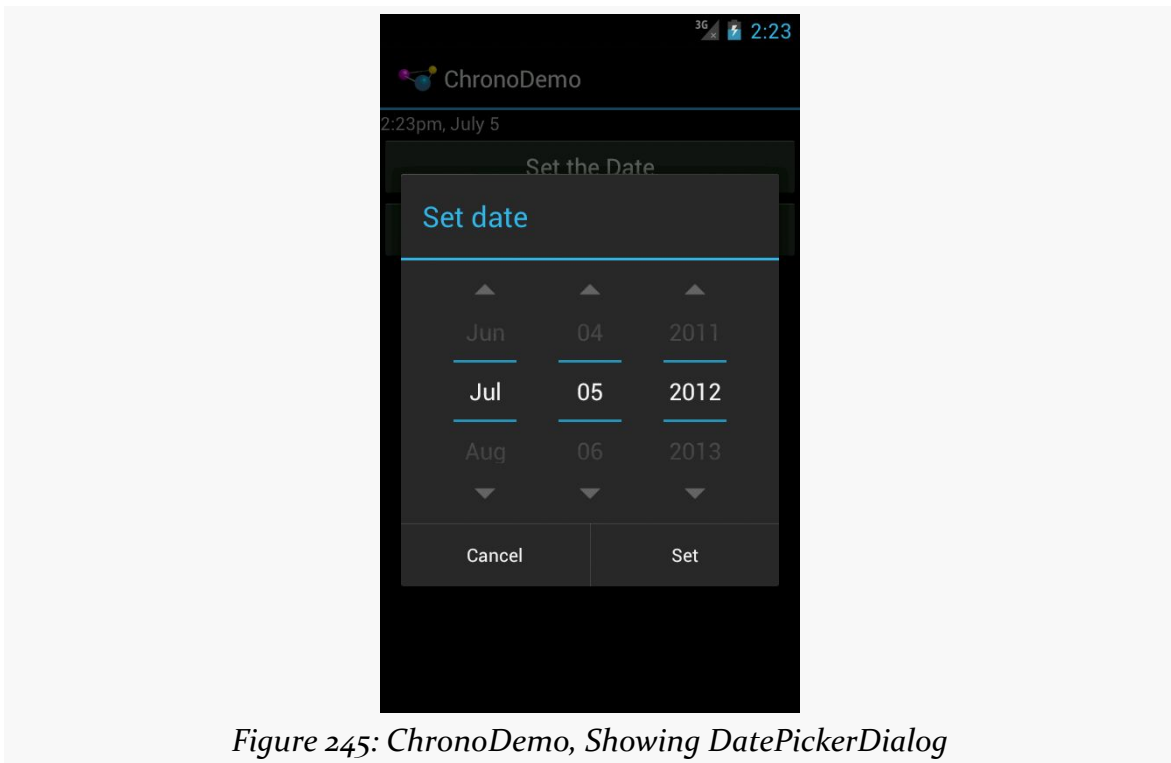 3G 2:23
ChronoDemo
2:23pm, July 5
Set the Date
Set date
Jun 04 2011
Jul 05 2012
Aug 06 2013
Cancel Set
Figure 245: ChronoDemo, Showing DatePickerDialog